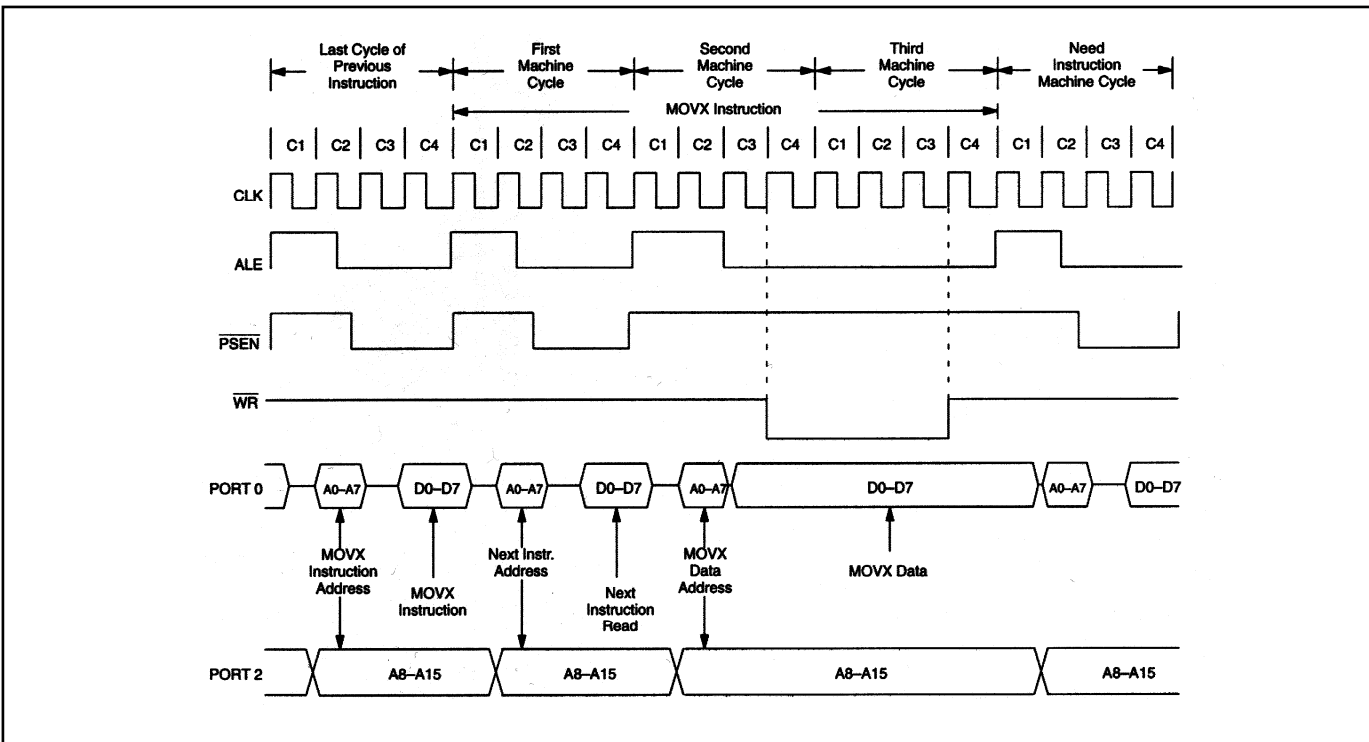 Last Cycle of
Previous
Instruction
First
Machine
Cycle
Second
Machine
Cycle
Third
Machine
Cycle
Need
Instruction
Machine Cycle
MOVX Instruction
C1 C2 C3 C4 C1 C2 C3 C4 C1 C2 C3 C4 C1 C2 C3 C4 C1 C2 C3 C4
CLK
ALE
PSEN
WR
PORT 0 A0–A7 D0–D7 A0–A7 D0–D7 A0–A7 D0–D7 A0–A7 D0–D7
MOVX
Instruction
Address
MOVX
Instruction
Next Instr.
Address
Next
Instruction
Read
MOVX
Data
Address
MOVX Data
PORT 2 A8–A15 A8–A15 A8–A15 A8–A15